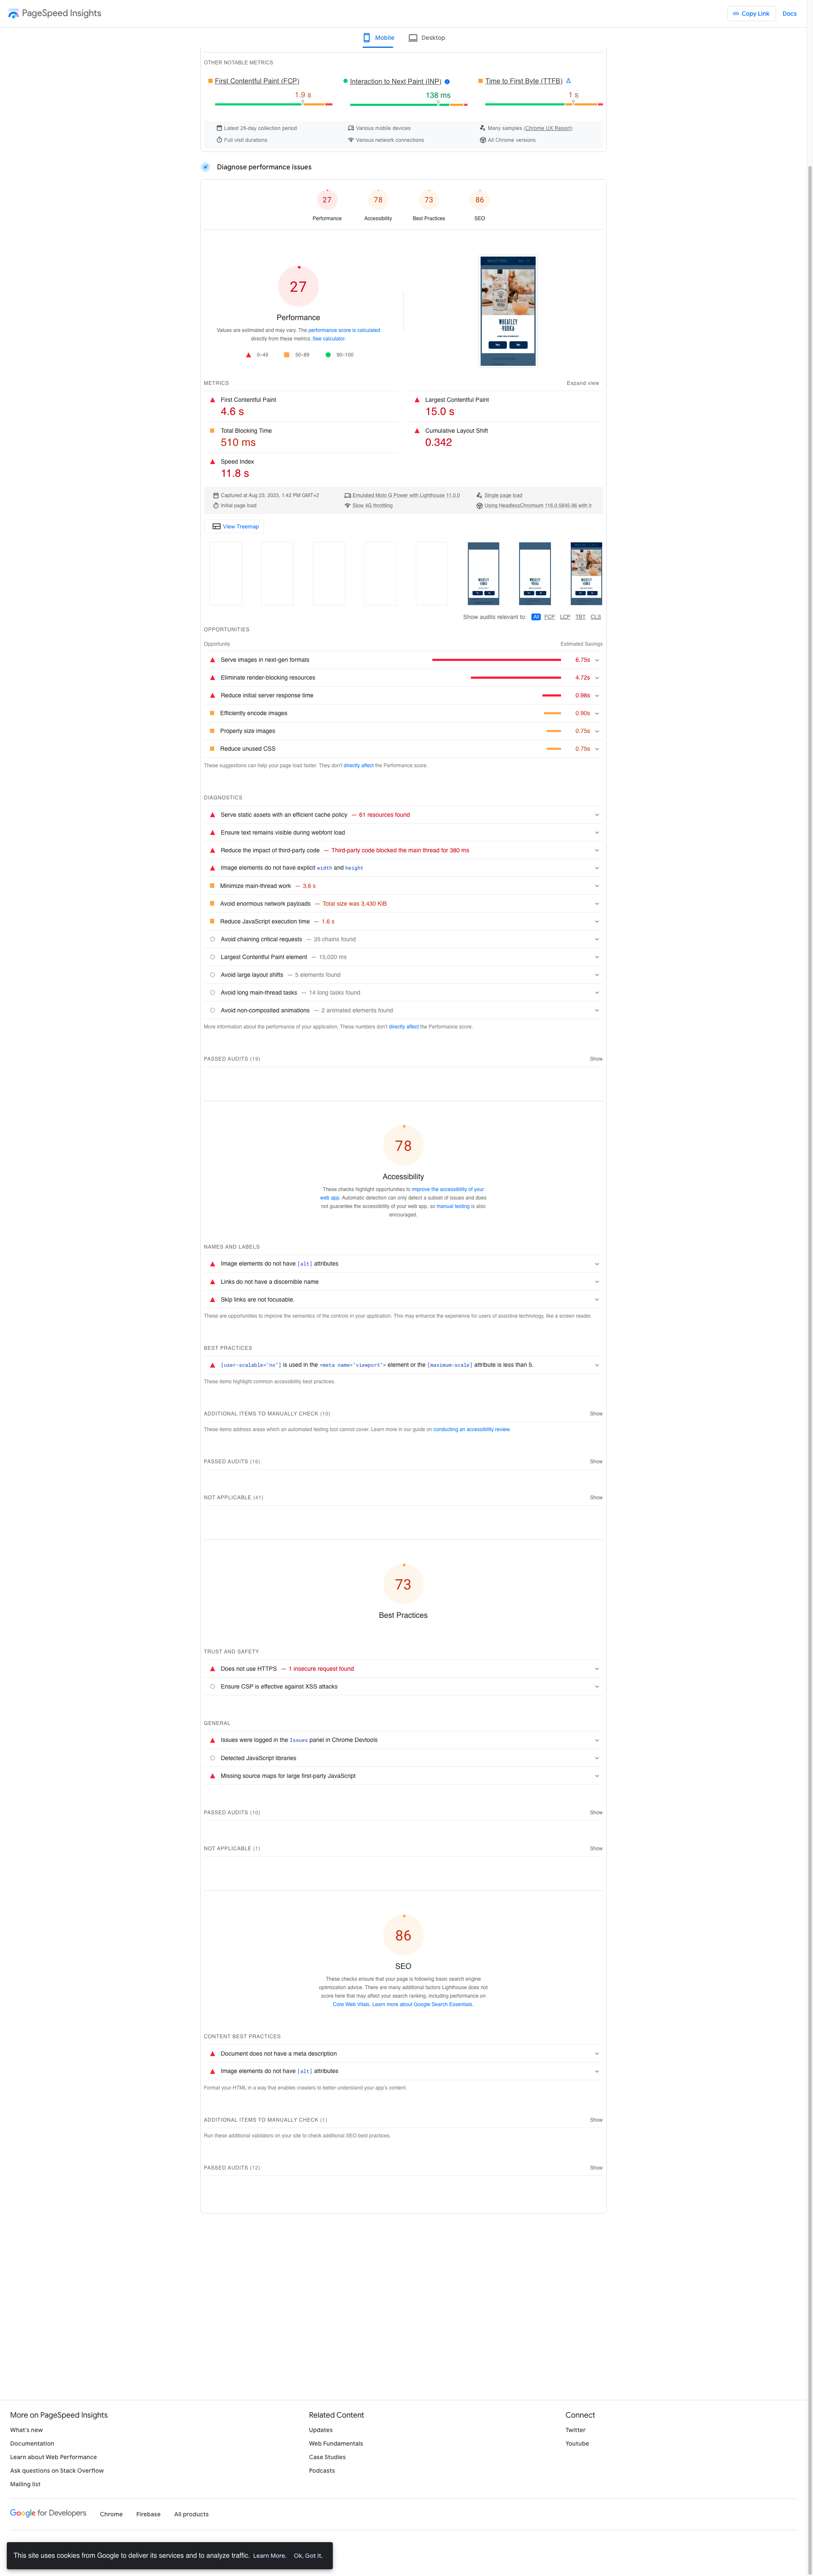 PageSpeed Insights
Copy Link
Docs
Mobile
Desktop
OTHER NOTABLE METRICS
First Contentful Paint (FCP)
Interaction to Next Paint (INP)
Time to First Byte (TTFB)
1.9 s
138 ms
1 s
Latest 28-day collection period
Various mobile devices
Many samples (Chrome UX Report)
Full visit durations
Various network connections
All Chrome versions
Diagnose performance issues
27
78
73
86
Performance
Accessibility
Best Practices
SEO
27
Performance
Values are estimated and may vary. The performance score is calculated
directly from these metrics. See calculator.
0–49
50–89
90–100
WHEATLEY
VODKA
Yes
No
METRICS
Expand view
First Contentful Paint
4.6 s
Largest Contentful Paint
15.0 s
Total Blocking Time
510 ms
Cumulative Layout Shift
0.342
Speed Index
11.8 s
Captured at Aug 23, 2023, 1:42 PM GMT+2
Emulated Moto G Power with Lighthouse 11.0.0
Single page load
Initial page load
Slow 4G throttling
Using HeadlessChromium 116.0.5845.96 with lr
View Treemap
Show audits relevant to: All FCP LCP TBT CLS
OPPORTUNITIES
Opportunity
Estimated Savings
Serve images in next-gen formats
6.75s
Eliminate render-blocking resources
4.72s
Reduce initial server response time
0.98s
Efficiently encode images
0.90s
Properly size images
0.75s
Reduce unused CSS
0.75s
These suggestions can help your page load faster. They don't directly affect the Performance score.
DIAGNOSTICS
Serve static assets with an efficient cache policy — 61 resources found
Ensure text remains visible during webfont load
Reduce the impact of third-party code — Third-party code blocked the main thread for 380 ms
Image elements do not have explicit width and height
Minimize main-thread work — 3.6 s
Avoid enormous network payloads — Total size was 3,430 KiB
Reduce JavaScript execution time — 1.6 s
Avoid chaining critical requests — 35 chains found
Largest Contentful Paint element — 15,020 ms
Avoid large layout shifts — 5 elements found
Avoid long main-thread tasks — 14 long tasks found
Avoid non-composited animations — 2 animated elements found
More information about the performance of your application. These numbers don't directly affect the Performance score.
PASSED AUDITS (19)
Show
78
Accessibility
These checks highlight opportunities to improve the accessibility of your
web app. Automatic detection can only detect a subset of issues and does
not guarantee the accessibility of your web app, so manual testing is also
encouraged.
NAMES AND LABELS
Image elements do not have [alt] attributes
Links do not have a discernible name
Skip links are not focusable.
These are opportunities to improve the semantics of the controls in your application. This may enhance the experience for users of assistive technology, like a screen reader.
BEST PRACTICES
[user-scalable="no"] is used in the <meta name="viewport"> element or the [maximum-scale] attribute is less than 5.
These items highlight common accessibility best practices.
ADDITIONAL ITEMS TO MANUALLY CHECK (10)
Show
These items address areas which an automated testing tool cannot cover. Learn more in our guide on conducting an accessibility review.
PASSED AUDITS (16)
Show
NOT APPLICABLE (41)
Show
73
Best Practices
TRUST AND SAFETY
Does not use HTTPS — 1 insecure request found
Ensure CSP is effective against XSS attacks
GENERAL
Issues were logged in the Issues panel in Chrome Devtools
Detected JavaScript libraries
Missing source maps for large first-party JavaScript
PASSED AUDITS (10)
Show
NOT APPLICABLE (1)
Show
86
SEO
These checks ensure that your page is following basic search engine
optimization advice. There are many additional factors Lighthouse does not
score here that may affect your search ranking, including performance on
Core Web Vitals. Learn more about Google Search Essentials.
CONTENT BEST PRACTICES
Document does not have a meta description
Image elements do not have [alt] attributes
Format your HTML in a way that enables crawlers to better understand your app's content.
ADDITIONAL ITEMS TO MANUALLY CHECK (1)
Show
Run these additional validators on your site to check additional SEO best practices.
PASSED AUDITS (12)
Show
More on PageSpeed Insights
Related Content
Connect
What's new
Updates
Twitter
Documentation
Web Fundamentals
Youtube
Learn about Web Performance
Case Studies
Ask questions on Stack Overflow
Podcasts
Mailing list
Google for Developers
Chrome
Firebase
All products
This site uses cookies from Google to deliver its services and to analyze traffic. Learn More. Ok, Got it.